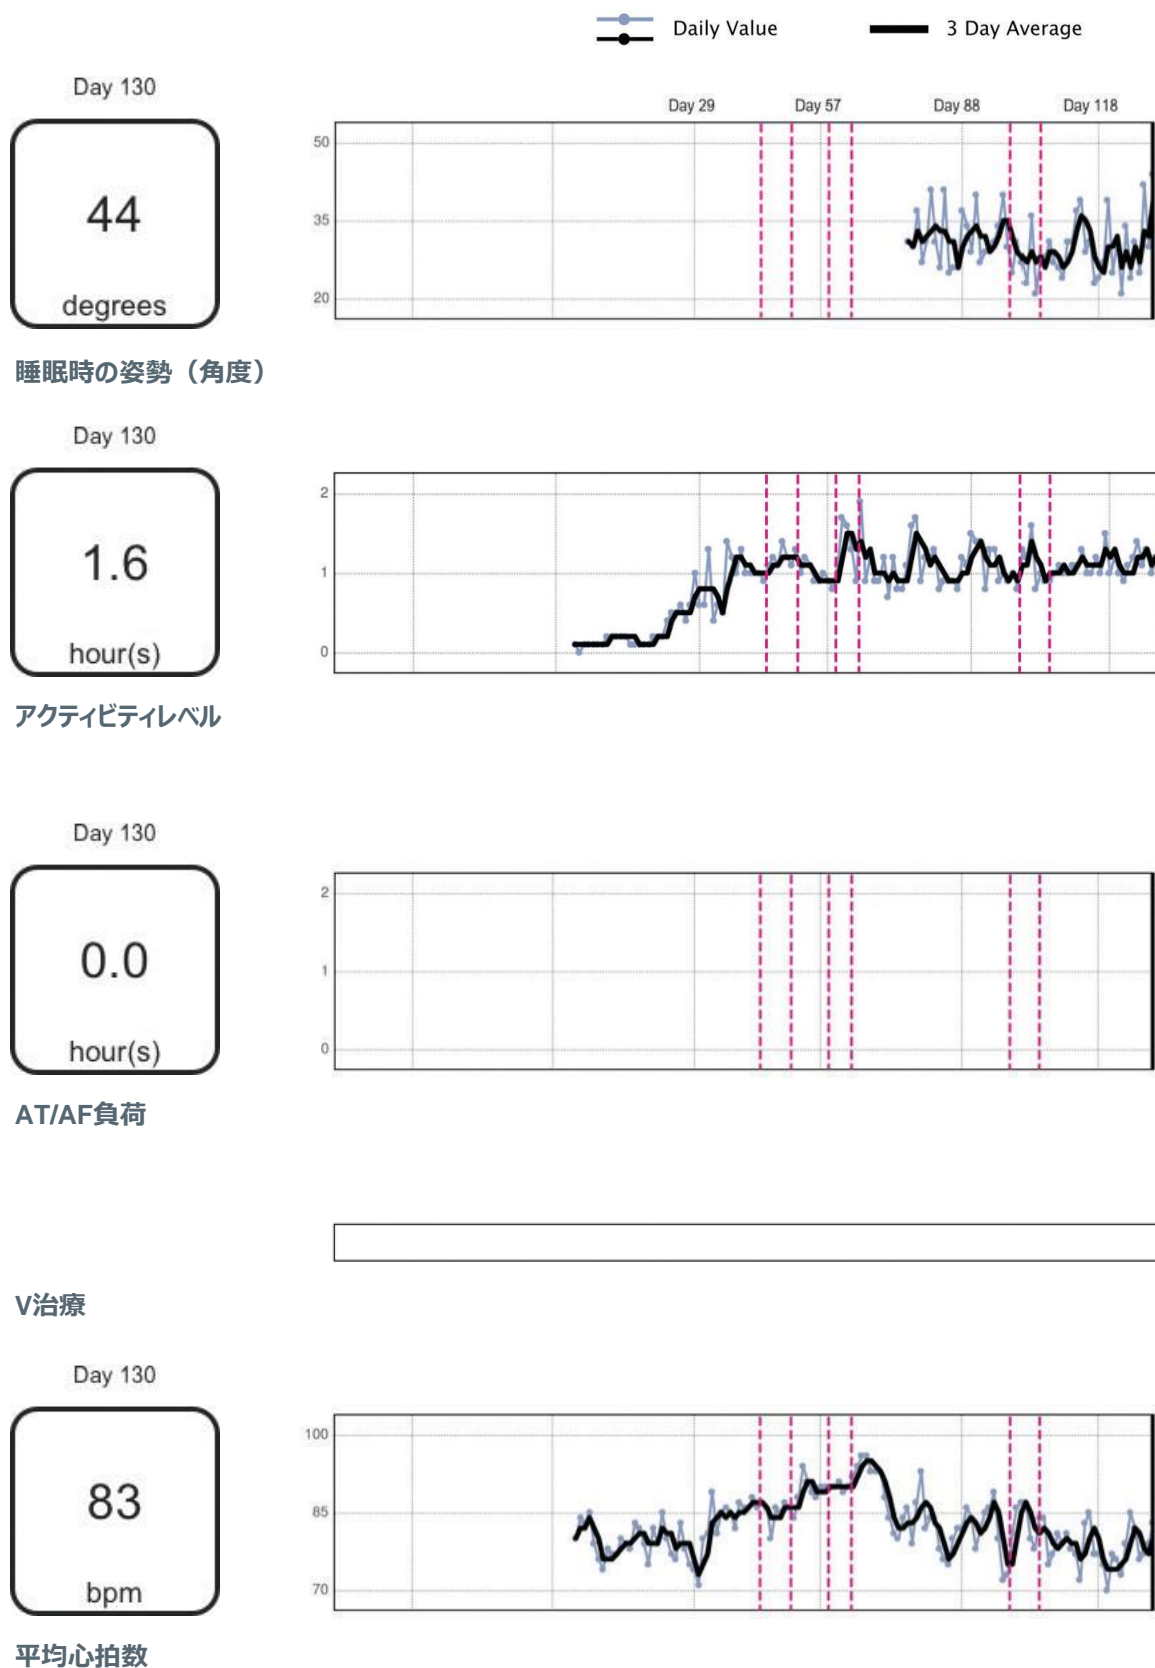 Daily Value 3 Day Average
Day 130
Day 29 Day 57 Day 88 Day 118
50
35
20
44
degrees
睡眠時の姿勢（角度）
Day 130
2
1
0
1.6
hour(s)
アクティビティレベル
Day 130
2
1
0
0.0
hour(s)
AT/AF負荷
V治療
Day 130
100
85
70
83
bpm
平均心拍数